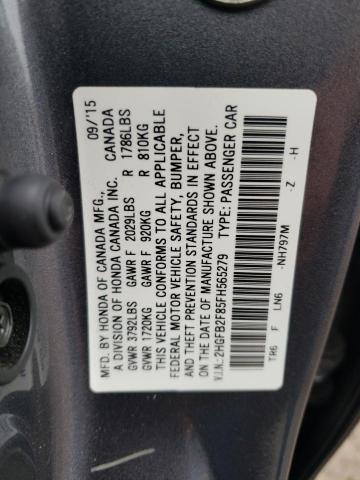 MFD. BY HONDA OF CANADA MFG., 09/'15
A DIVISION OF HONDA CANADA INC. CANADA
GVWR 3792LBS GAWR F 2029LBS R 1786LBS
GVWR 1720KG GAWR F 920KG R 810KG
THIS VEHICLE CONFORMS TO ALL APPLICABLE
FEDERAL MOTOR VEHICLE SAFETY, BUMPER,
AND THEFT PREVENTION STANDARDS IN EFFECT
ON THE DATE OF MANUFACTURE SHOWN ABOVE.
V.I.N.:2HGFB2F85FH565279 TYPE:PASSENGER CAR
TR6 F LN6 -NH797M -Z -H